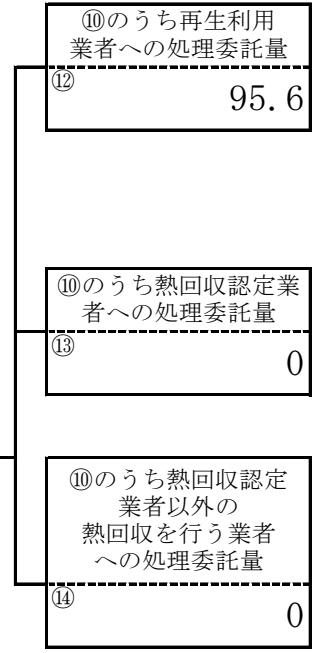 ⑩のうち再生利用
業者への処理委託量
⑫
95.6
⑩のうち熱回収認定業
者への処理委託量
⑬
0
⑩のうち熱回収認定
業者以外の
熱回収を行う業者
への処理委託量
⑭
0